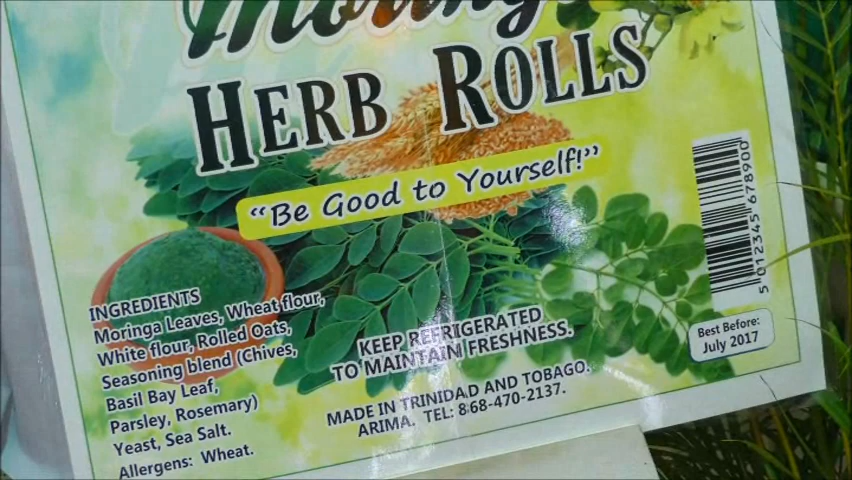 Moringa
HERB ROLLS
"Be Good to Yourself!"
INGREDIENTS
Moringa Leaves, Wheat flour,
White flour, Rolled Oats,
Seasoning blend (Chives,
Basil Bay Leaf,
Parsley, Rosemary)
Yeast, Sea Salt.
Allergens: Wheat.
KEEP REFRIGERATED
TO MAINTAIN FRESHNESS.
MADE IN TRINIDAD AND TOBAGO.
ARIMA. TEL: 868-470-2137.
5 012345 678900
Best Before:
July 2017